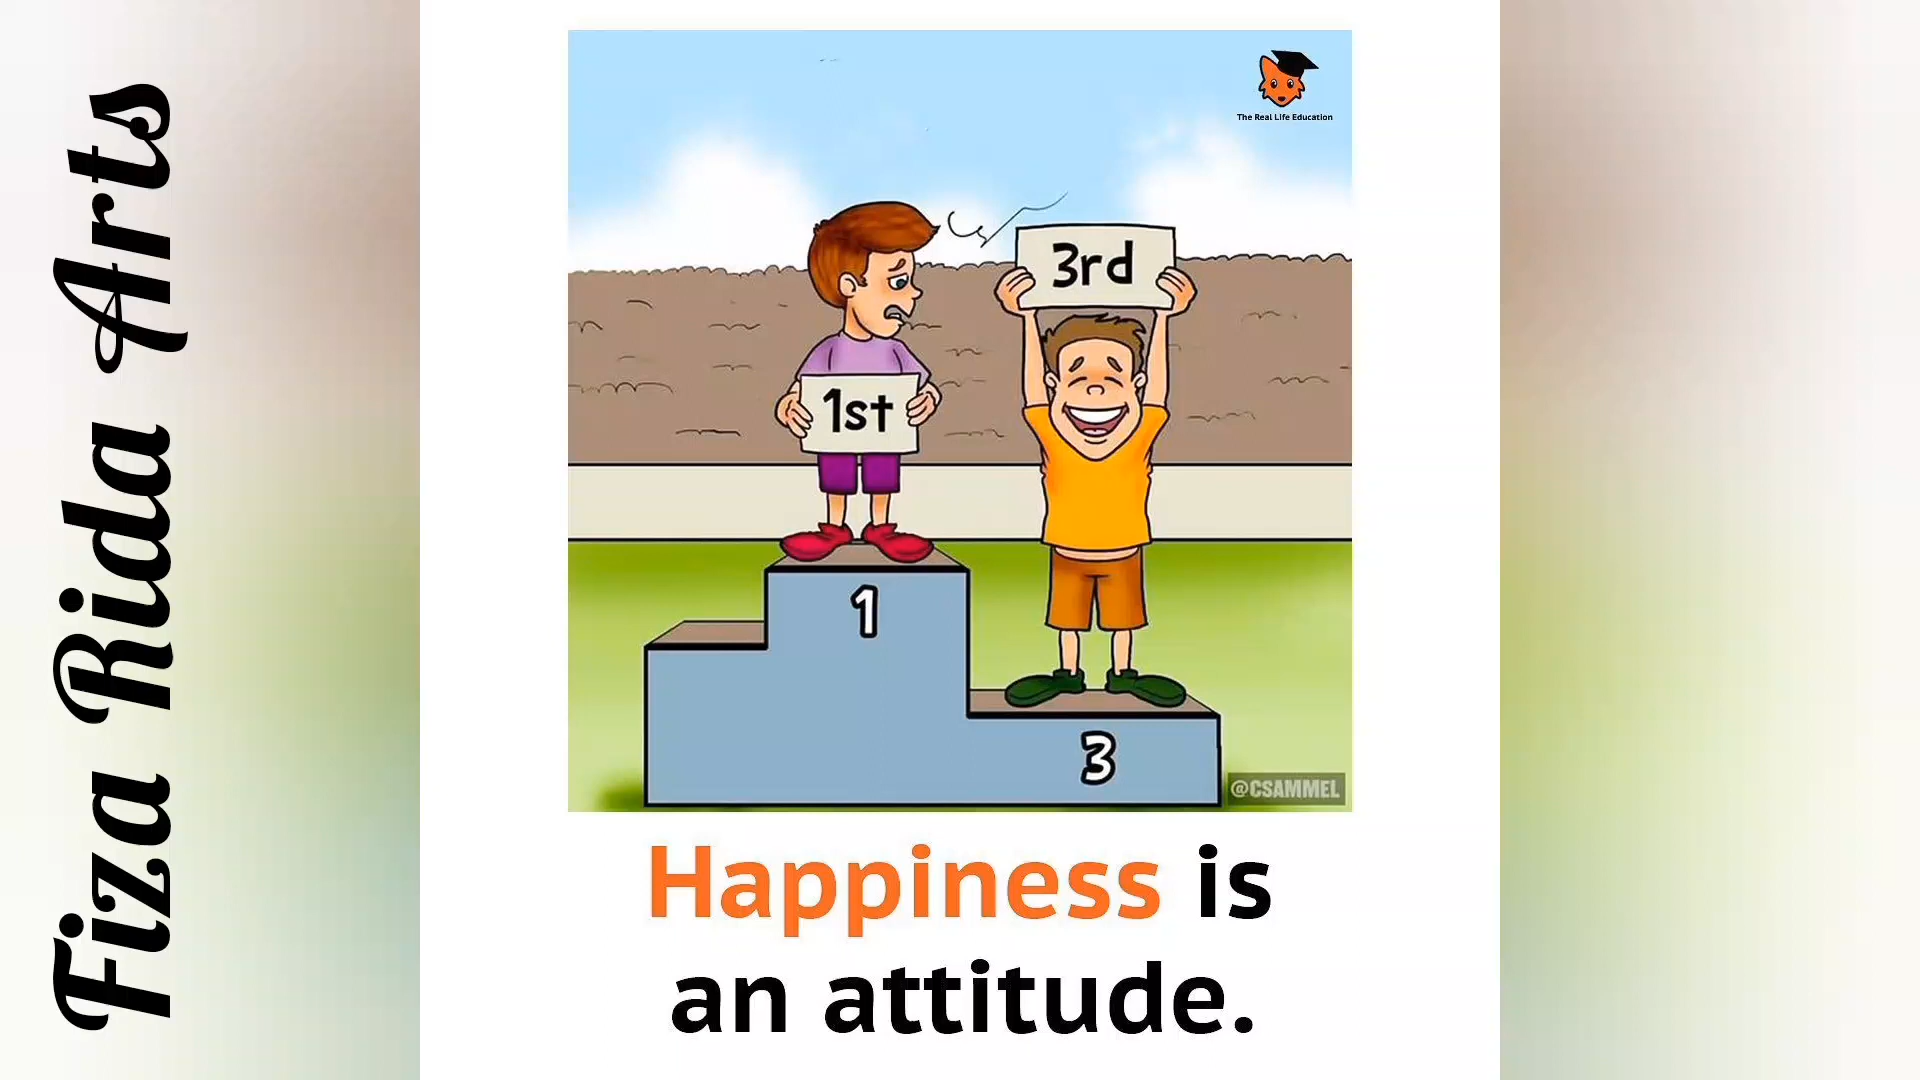 Fiza Rida Arts
The Real Life Education
3rd
1st
1
3
@CSAMMEL
Happiness is
an attitude.